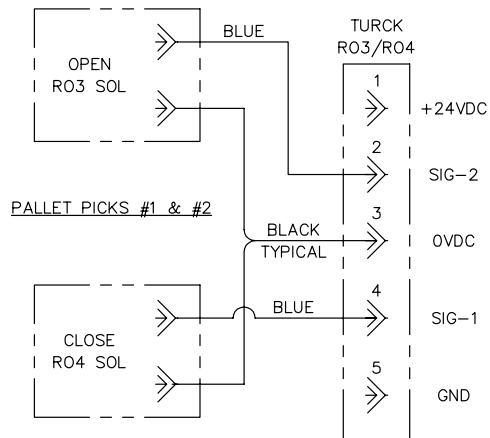 BLUE
OPEN
RO3 SOL
PALLET PICKS #1 & #2
BLACK
TYPICAL
BLUE
CLOSE
RO4 SOL
TURCK
RO3/RO4
1
+24VDC
2
SIG-2
3
0VDC
4
SIG-1
5
GND